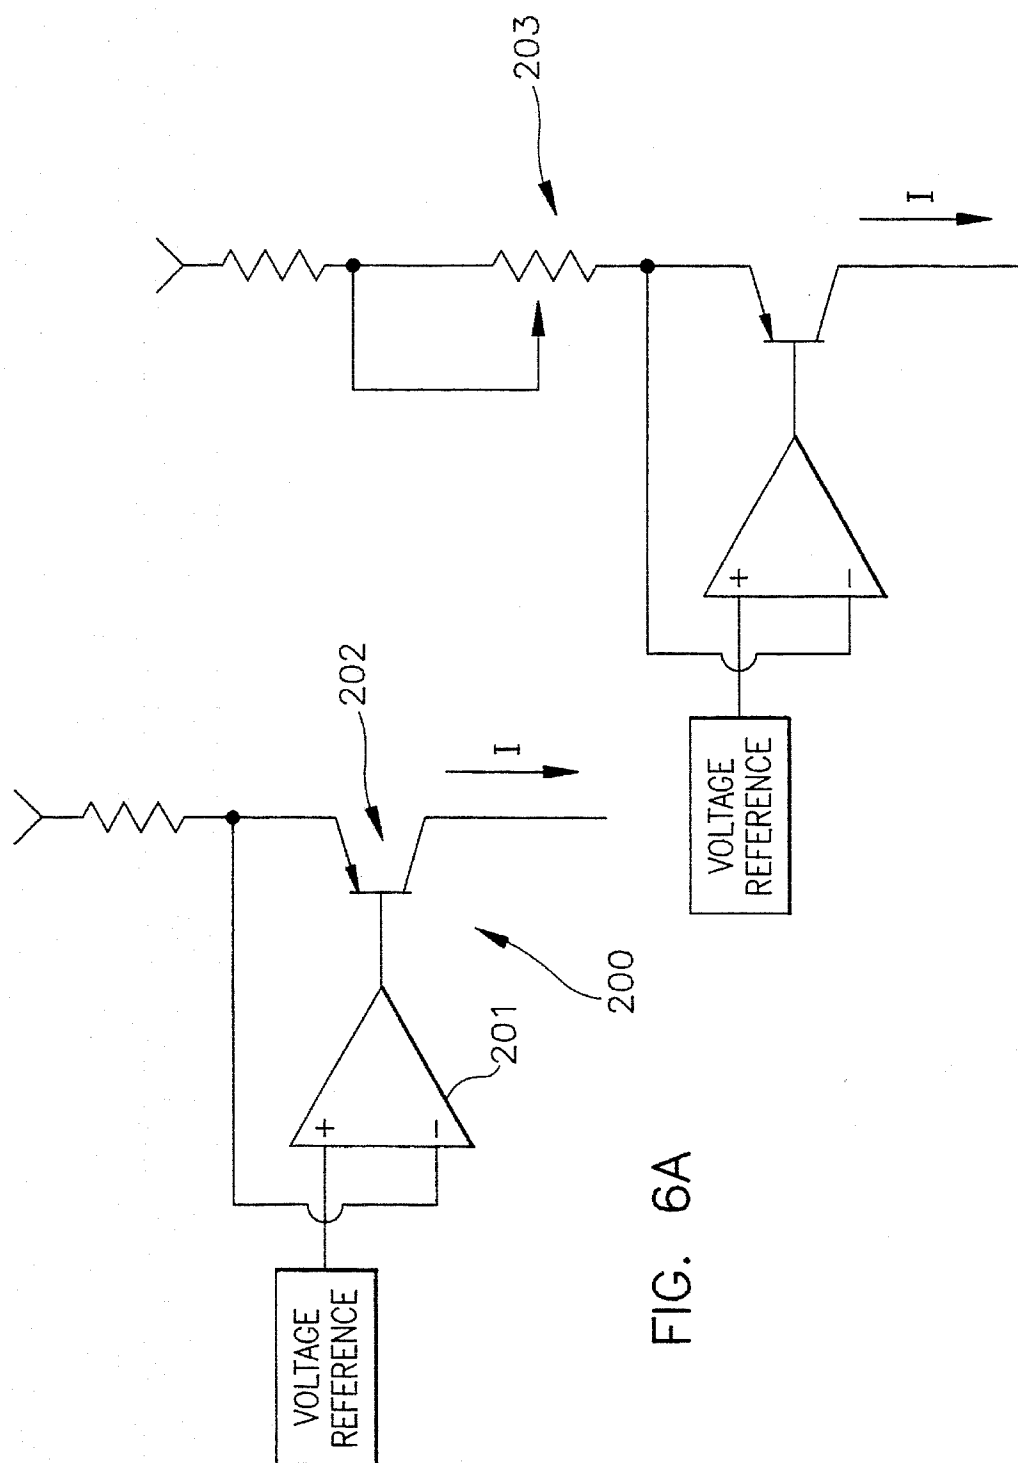 203
I
+
−
VOLTAGE
REFERENCE
202
I
200
201
+
−
VOLTAGE
REFERENCE
FIG. 6A